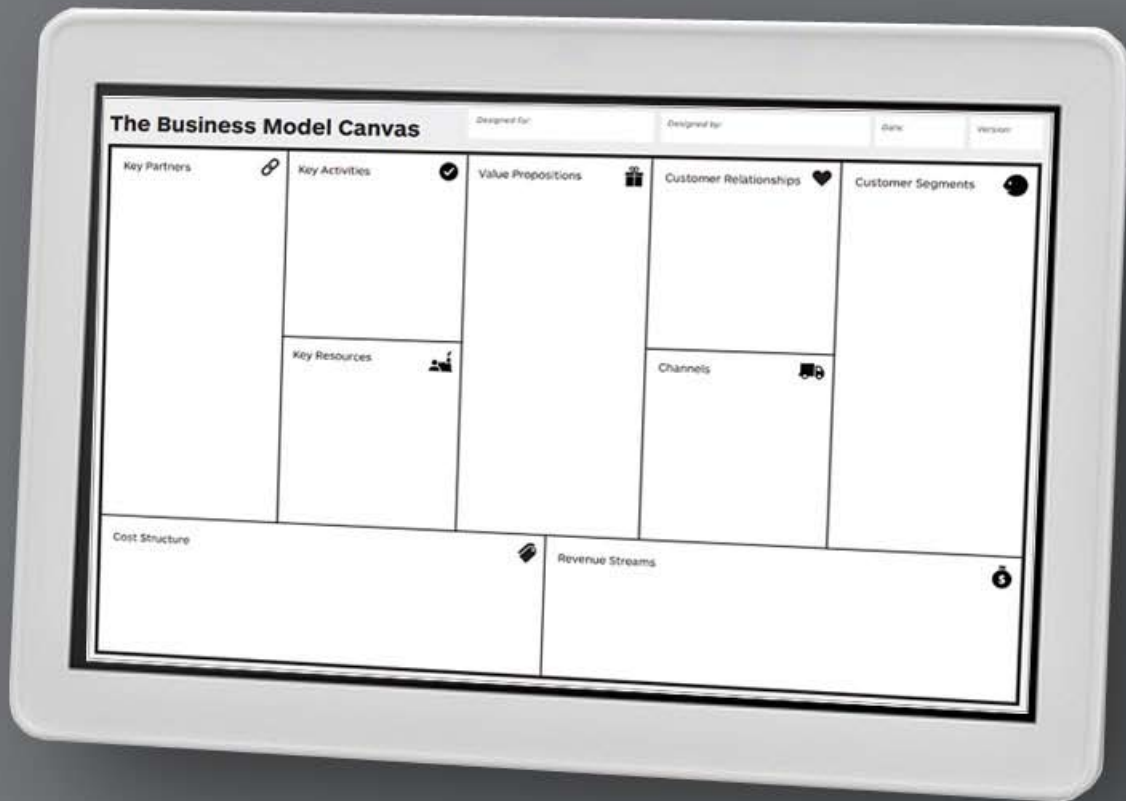 The Business Model Canvas
Designed for:
Designed by:
Date:
Version:
Key Partners
Key Activities
Value Propositions
Customer Relationships
Customer Segments
Key Resources
Channels
Cost Structure
Revenue Streams